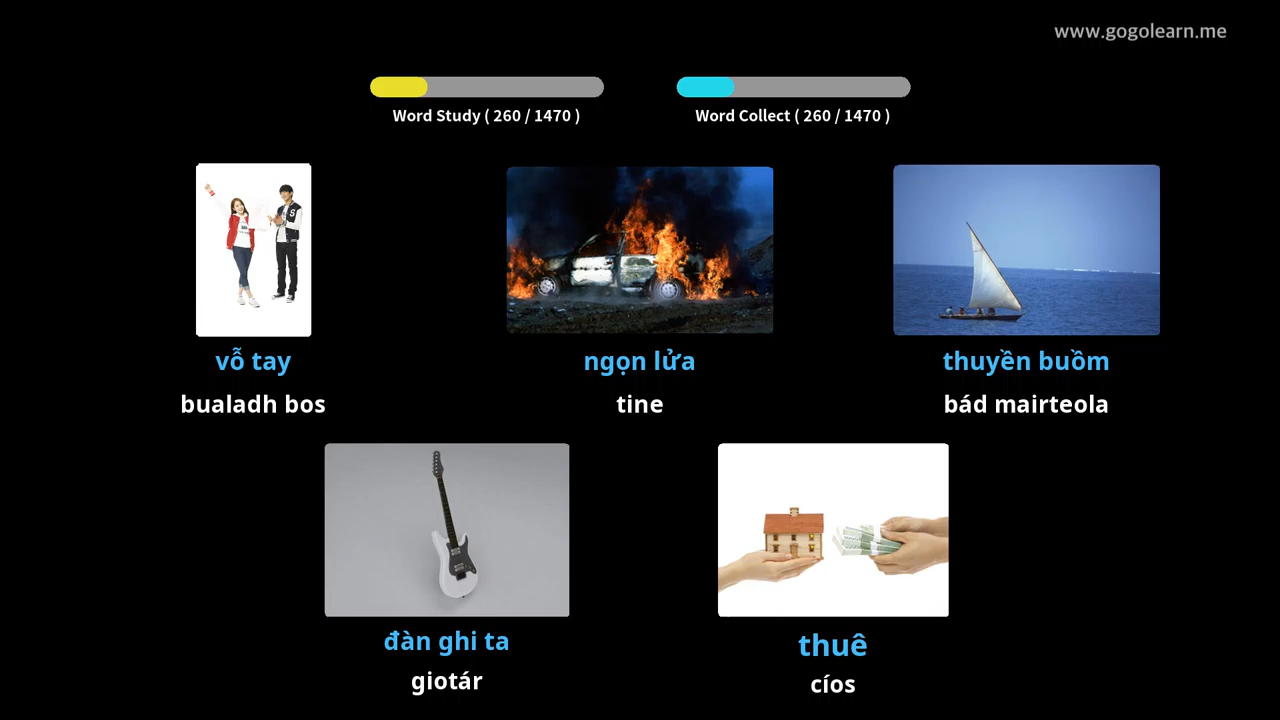 www.gogolearn.me
Word Study ( 260 / 1470 )
Word Collect ( 260 / 1470 )
vỗ tay
ngọn lửa
thuyền buồm
bualadh bos
tine
bád mairteola
đàn ghi ta
thuê
giotár
cíos